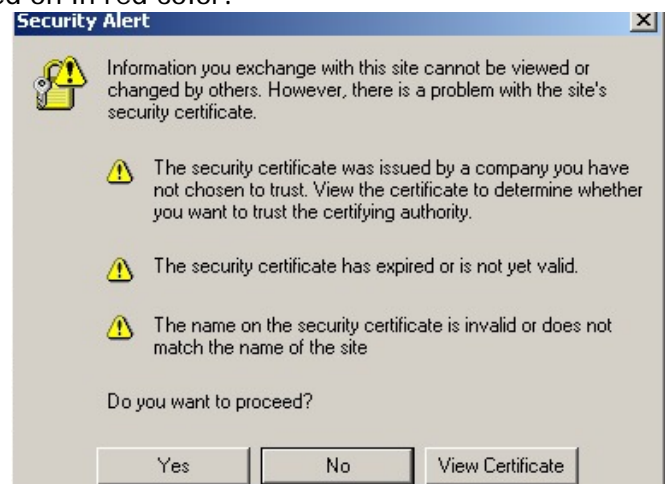 on in red color?
Security Alert
Information you exchange with this site cannot be viewed or
changed by others. However, there is a problem with the site's
security certificate.
The security certificate was issued by a company you have
not chosen to trust. View the certificate to determine whether
you want to trust the certifying authority.
The security certificate has expired or is not yet valid.
The name on the security certificate is invalid or does not
match the name of the site
Do you want to proceed?
Yes No View Certificate